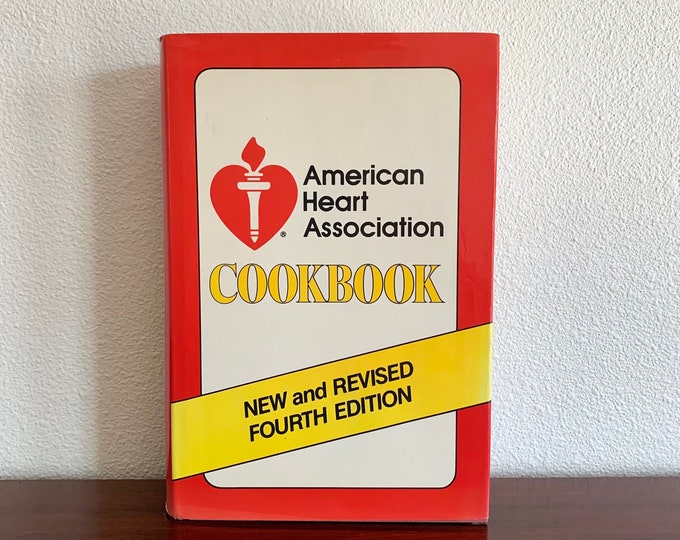 American
Heart
Association
®
COOKBOOK
NEW and REVISED
FOURTH EDITION